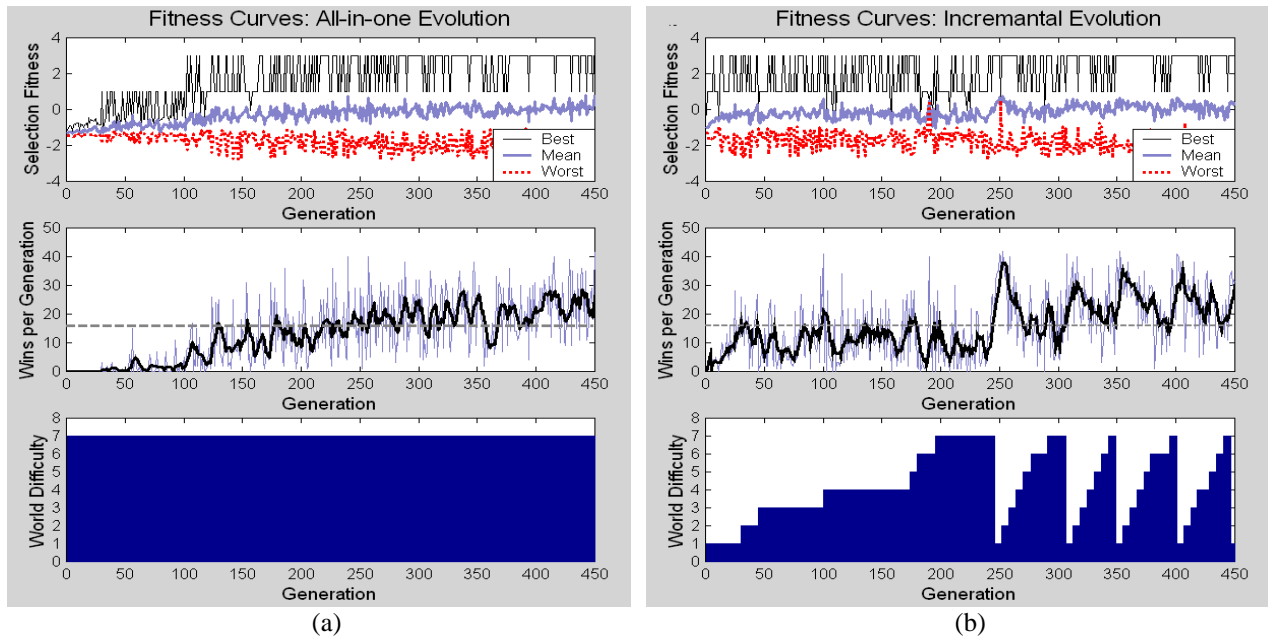 Fitness Curves: All-in-one Evolution
Selection Fitness
4
2
0
-2
-4
Best
Mean
Worst
0 50 100 150 200 250 300 350 400 450
Generation
Wins per Generation
50
40
30
20
10
0
0 50 100 150 200 250 300 350 400 450
Generation
World Difficulty
8
7
6
5
4
3
2
1
0
0 50 100 150 200 250 300 350 400 450
Generation
(a)
Fitness Curves: Incremantal Evolution
Selection Fitness
4
2
0
-2
-4
Best
Mean
Worst
0 50 100 150 200 250 300 350 400 450
Generation
Wins per Generation
50
40
30
20
10
0
0 50 100 150 200 250 300 350 400 450
Generation
World Difficulty
8
7
6
5
4
3
2
1
0
0 50 100 150 200 250 300 350 400 450
Generation
(b)